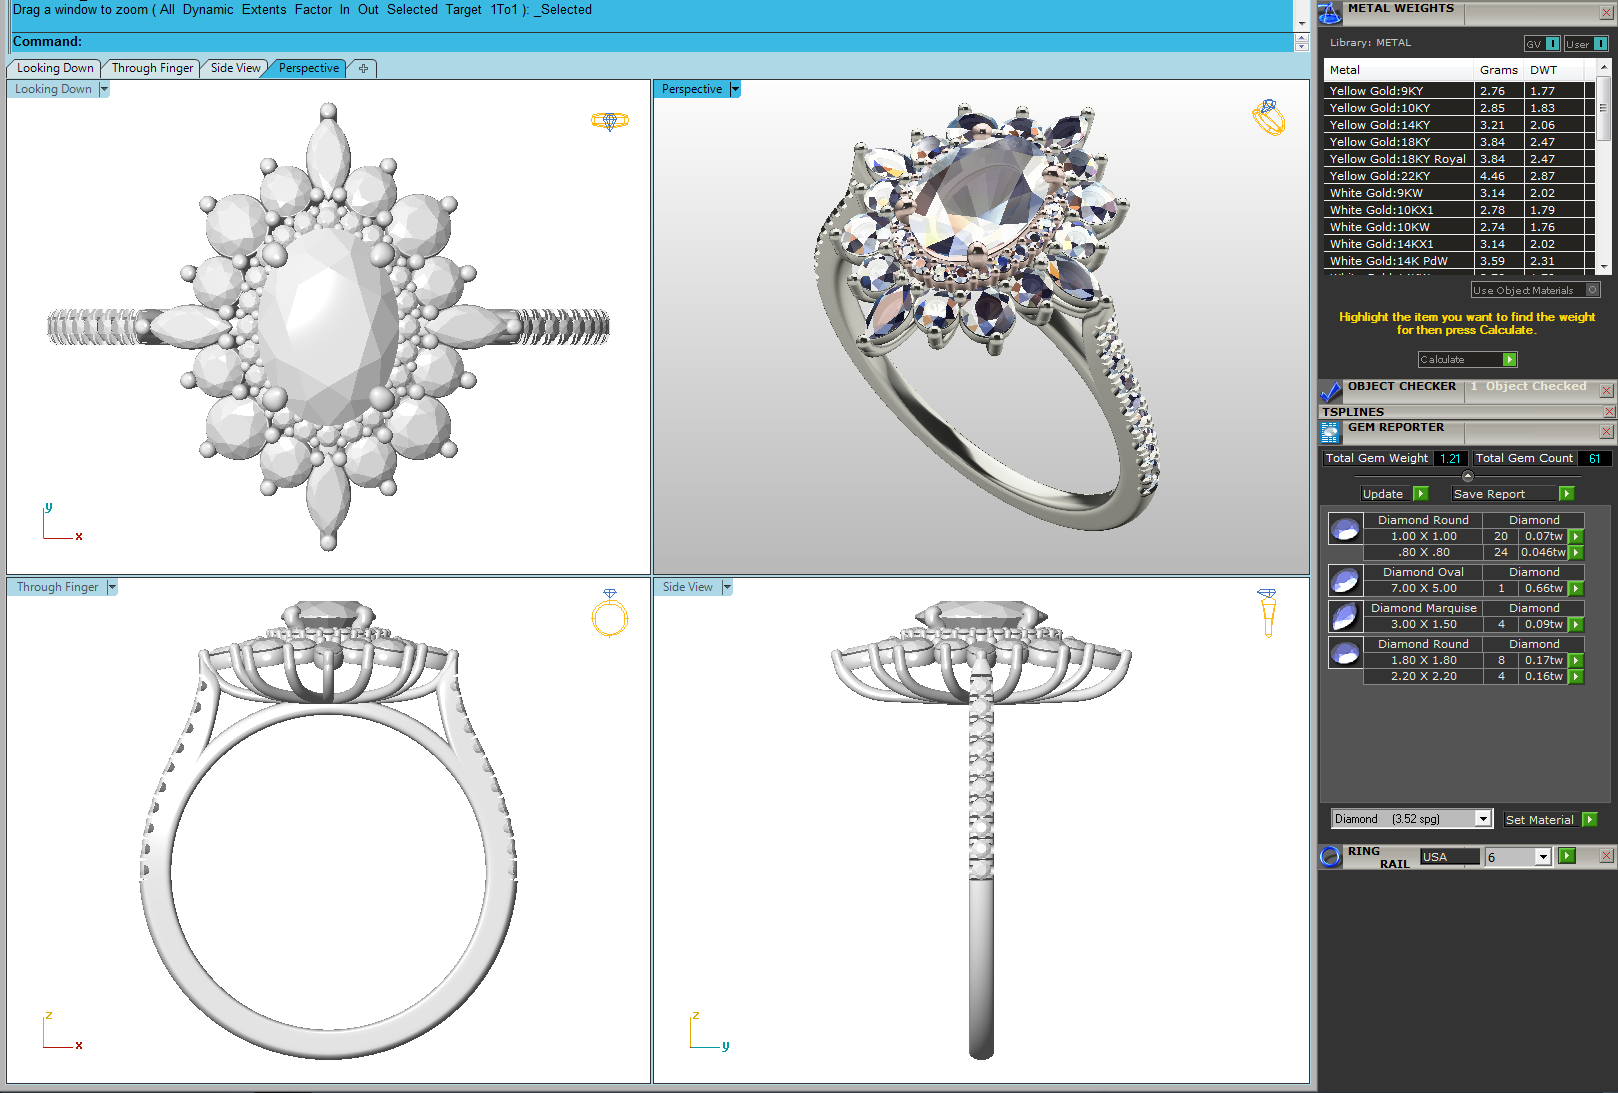 Drag a window to zoom ( All Dynamic Extents Factor In Out Selected Target 1To1 ): _Selected
Command:
Looking Down Through Finger Side View Perspective
Looking Down
y
x
Perspective
Through Finger
z
x
Side View
z
y
METAL WEIGHTS
Library: METAL GV User
Metal Grams DWT
Yellow Gold:9KY 2.76 1.77
Yellow Gold:10KY 2.85 1.83
Yellow Gold:14KY 3.21 2.06
Yellow Gold:18KY 3.84 2.47
Yellow Gold:18KY Royal 3.84 2.47
Yellow Gold:22KY 4.46 2.87
White Gold:9KW 3.14 2.02
White Gold:10KX1 2.78 1.79
White Gold:10KW 2.74 1.76
White Gold:14KX1 3.14 2.02
White Gold:14K PdW 3.59 2.31
Use Object Materials
Highlight the item you want to find the weight
for then press Calculate.
Calculate
OBJECT CHECKER 1 Object Checked
TSPLINES
GEM REPORTER
Total Gem Weight 1.21 Total Gem Count 61
Update Save Report
Diamond Round Diamond
1.00 X 1.00 20 0.07tw
.80 X .80 24 0.046tw
Diamond Oval Diamond
7.00 X 5.00 1 0.66tw
Diamond Marquise Diamond
3.00 X 1.50 4 0.09tw
Diamond Round Diamond
1.80 X 1.80 8 0.17tw
2.20 X 2.20 4 0.16tw
Diamond (3.52 spg) Set Material
RING RAIL USA 6